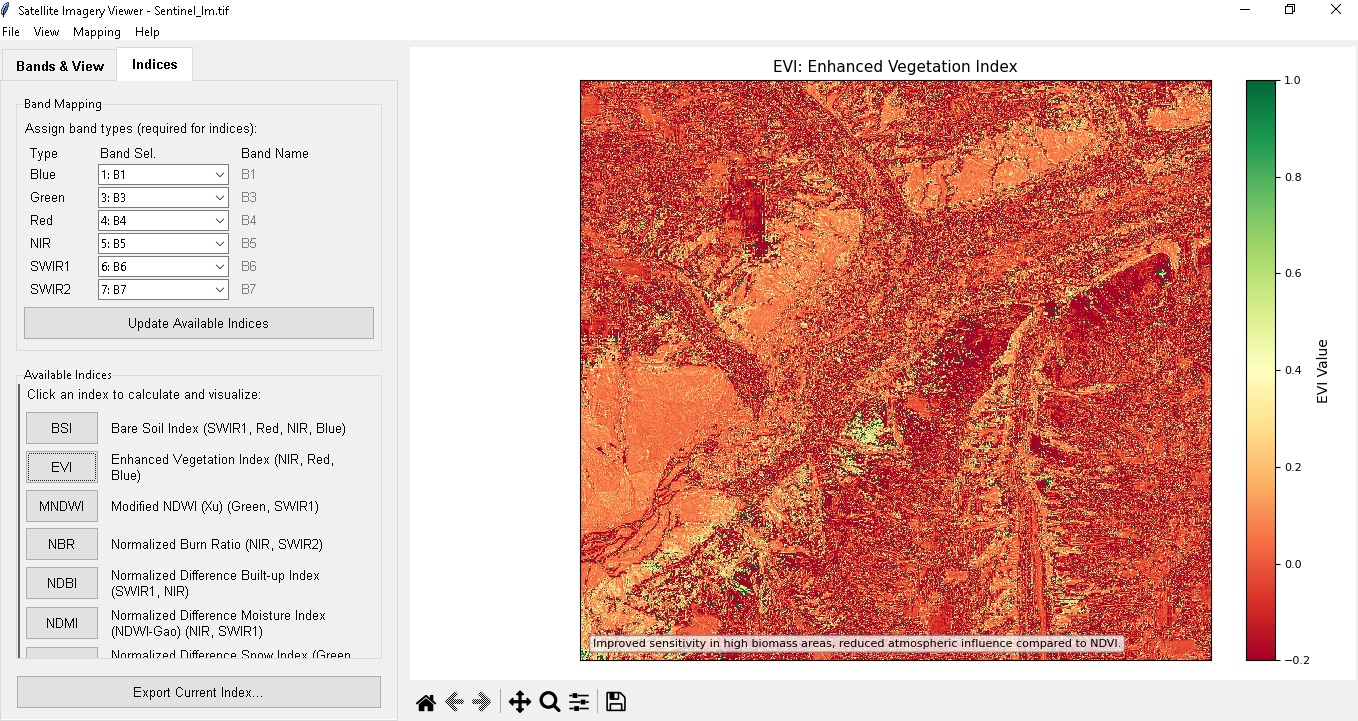 Satellite Imagery Viewer - Sentinel_Im.tif
File View Mapping Help
Bands & View Indices
Band Mapping
Assign band types (required for indices):
Type Band Sel. Band Name
Blue 1: B1 B1
Green 3: B3 B3
Red 4: B4 B4
NIR 5: B5 B5
SWIR1 6: B6 B6
SWIR2 7: B7 B7
Update Available Indices
Available Indices
Click an index to calculate and visualize:
BSI Bare Soil Index (SWIR1, Red, NIR, Blue)
EVI Enhanced Vegetation Index (NIR, Red,
Blue)
MNDWI Modified NDWI (Xu) (Green, SWIR1)
NBR Normalized Burn Ratio (NIR, SWIR2)
NDBI Normalized Difference Built-up Index
(SWIR1, NIR)
NDMI Normalized Difference Moisture Index
(NDWI-Gao) (NIR, SWIR1)
Normalized Difference Snow Index (Green
Export Current Index...
EVI: Enhanced Vegetation Index
Improved sensitivity in high biomass areas, reduced atmospheric influence compared to NDVI.
1.0
0.8
0.6
0.4
0.2
0.0
−0.2
EVI Value